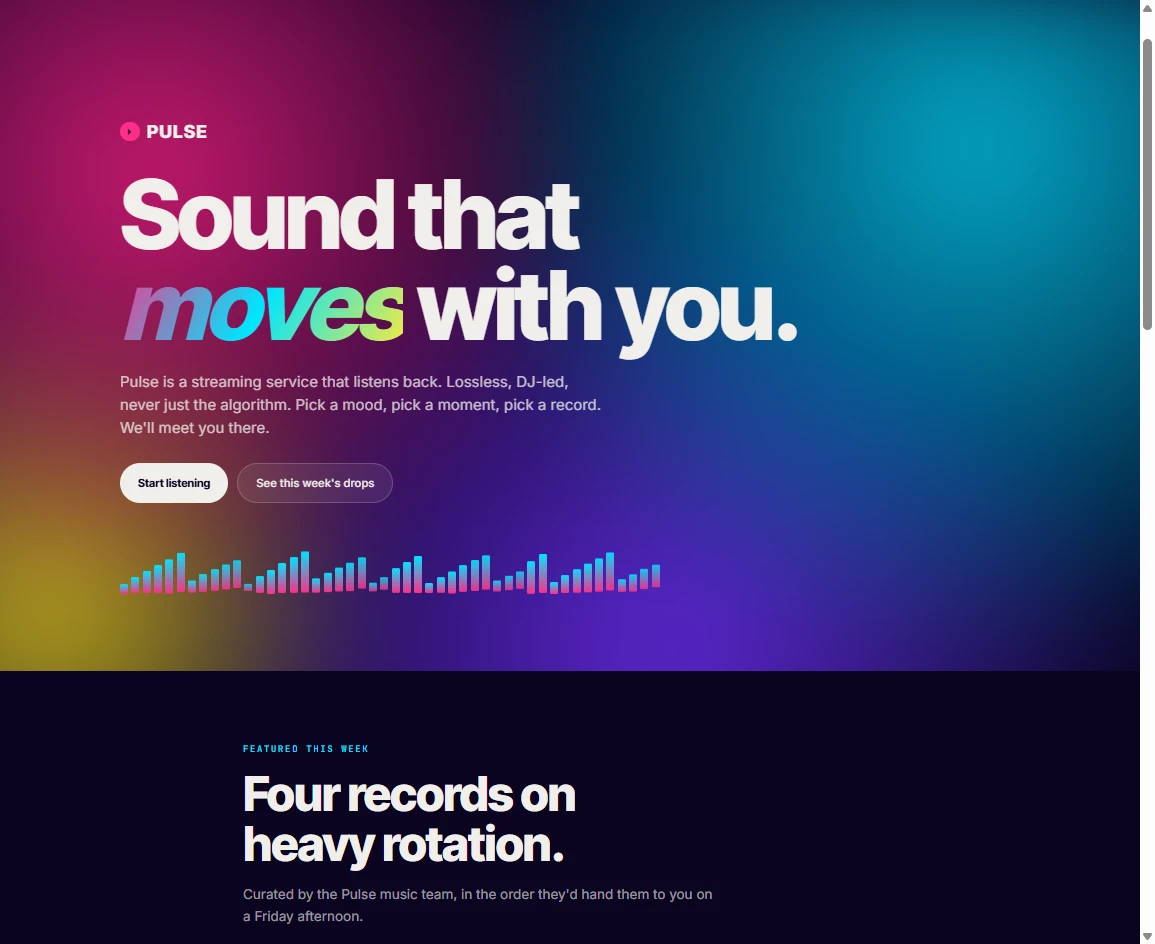 PULSE
Sound that
moves with you.
Pulse is a streaming service that listens back. Lossless, DJ-led,
never just the algorithm. Pick a mood, pick a moment, pick a record.
We'll meet you there.
Start listening
See this week's drops
FEATURED THIS WEEK
Four records on
heavy rotation.
Curated by the Pulse music team, in the order they'd hand them to you on
a Friday afternoon.